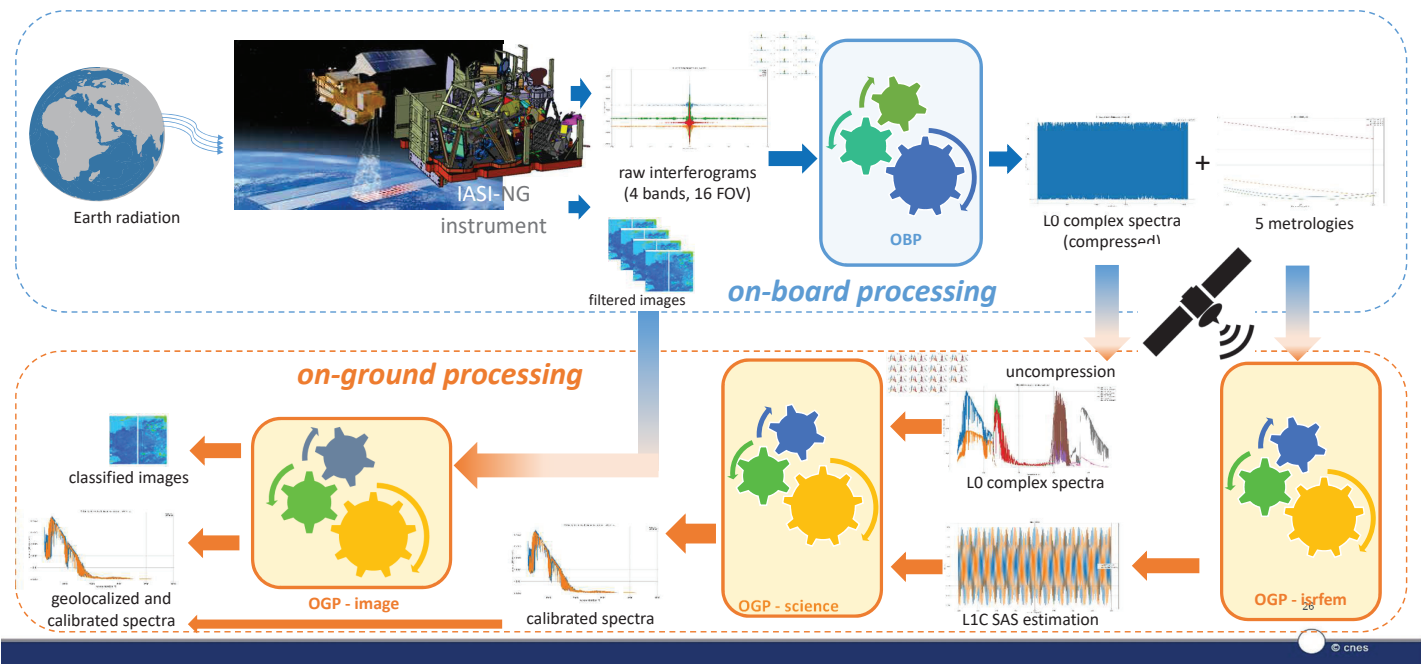 Earth radiation
IASI-NG
instrument
raw interferograms
(4 bands, 16 FOV)
filtered images
OBP
L0 complex spectra
(compressed)
+
5 metrologies
on-board processing
on-ground processing
uncompression
L0 complex spectra
L1C SAS estimation
OGP - isrfem
26
OGP - science
calibrated spectra
OGP - image
classified images
geolocalized and
calibrated spectra
© cnes